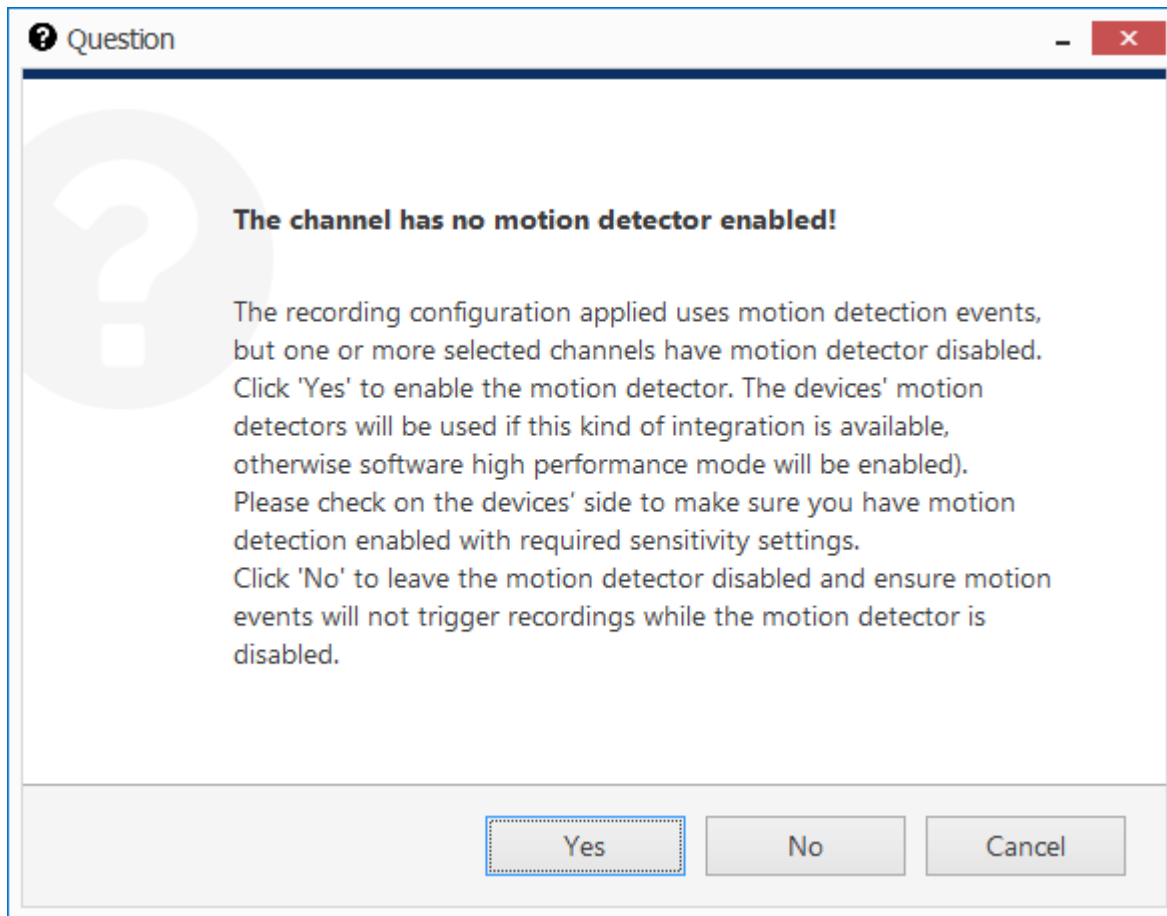 Question
The channel has no motion detector enabled!
The recording configuration applied uses motion detection events,
but one or more selected channels have motion detector disabled.
Click 'Yes' to enable the motion detector. The devices' motion
detectors will be used if this kind of integration is available,
otherwise software high performance mode will be enabled).
Please check on the devices' side to make sure you have motion
detection enabled with required sensitivity settings.
Click 'No' to leave the motion detector disabled and ensure motion
events will not trigger recordings while the motion detector is
disabled.
Yes No Cancel